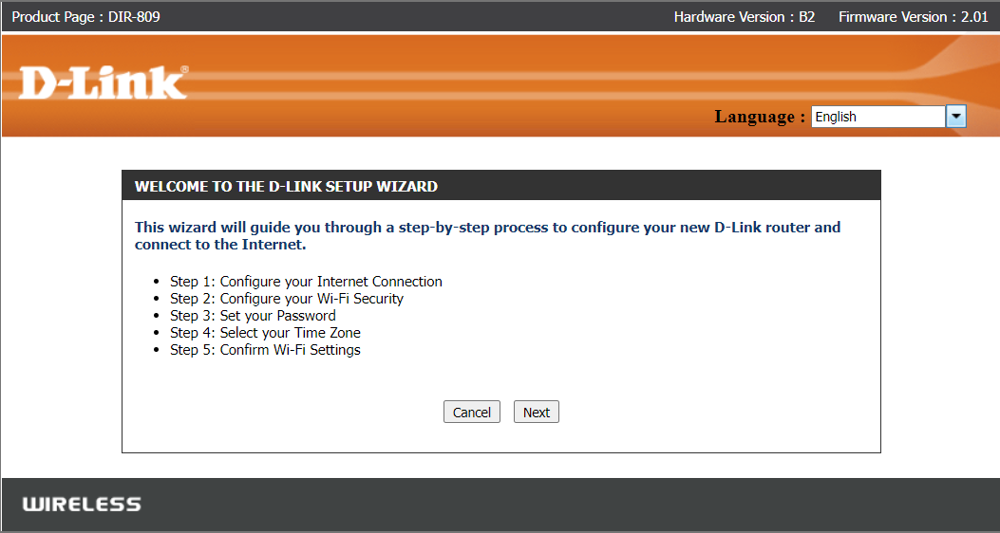 Product Page : DIR-809 Hardware Version : B2 Firmware Version : 2.01
D-Link®
Language : English
WELCOME TO THE D-LINK SETUP WIZARD
This wizard will guide you through a step-by-step process to configure your new D-Link router and
connect to the Internet.
• Step 1: Configure your Internet Connection
• Step 2: Configure your Wi-Fi Security
• Step 3: Set your Password
• Step 4: Select your Time Zone
• Step 5: Confirm Wi-Fi Settings
Cancel Next
WIRELESS